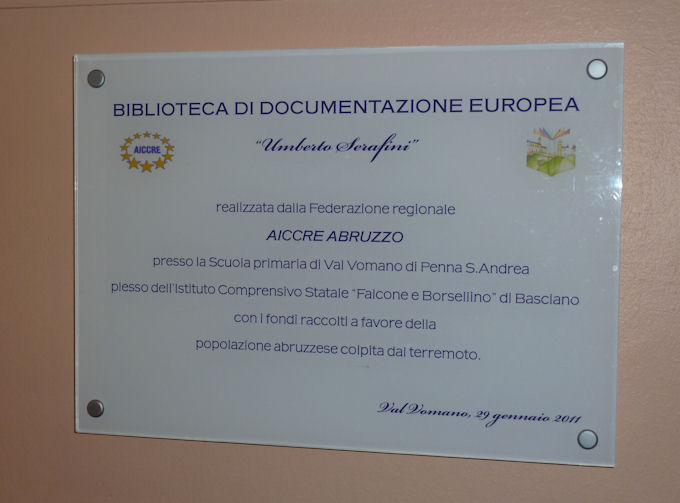 BIBLIOTECA DI DOCUMENTAZIONE EUROPEA
AICCRE
"Umberto Serafini"
realizzata dalla Federazione regionale
AICCRE ABRUZZO
presso la Scuola primaria di Val Vomano di Penna S.Andrea
plesso dell'Istituto Comprensivo Statale "Falcone e Borsellino" di Basciano
con i fondi raccolti a favore della
popolazione abruzzese colpita dal terremoto.
Val Vomano, 29 gennaio 2011